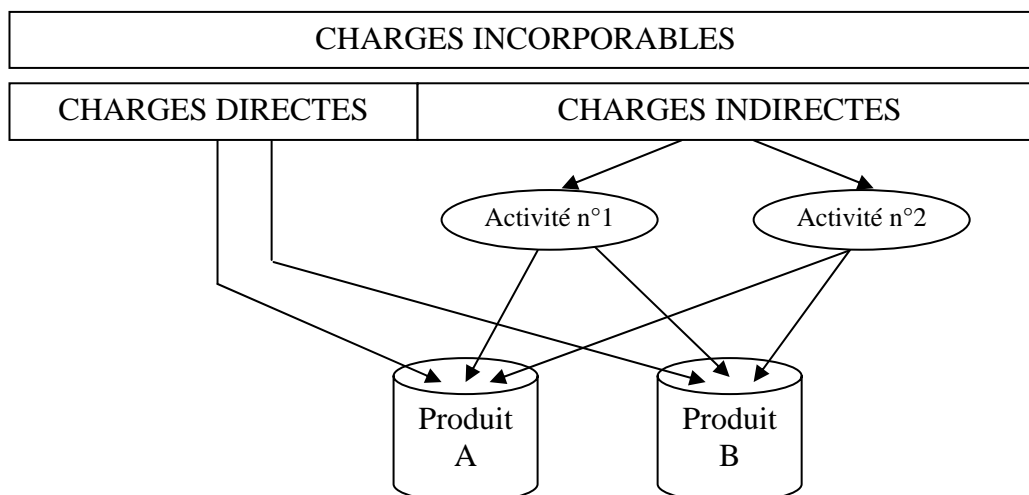 CHARGES INCORPORABLES
CHARGES DIRECTES
CHARGES INDIRECTES
Activité n°1
Activité n°2
Produit
A
Produit
B